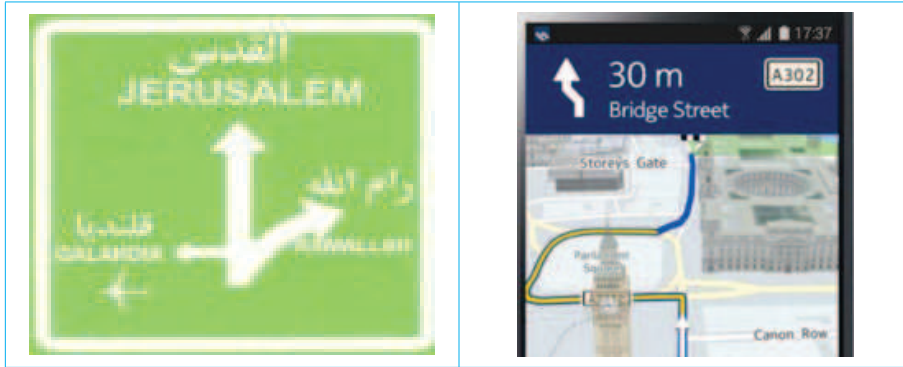 القدس
JERUSALEM
رام الله
RAMALLAH
قلنديا
QALANDIA
17:37
30 m
A302
Bridge Street
Storeys Gate
Parliament
Square
Canon Row